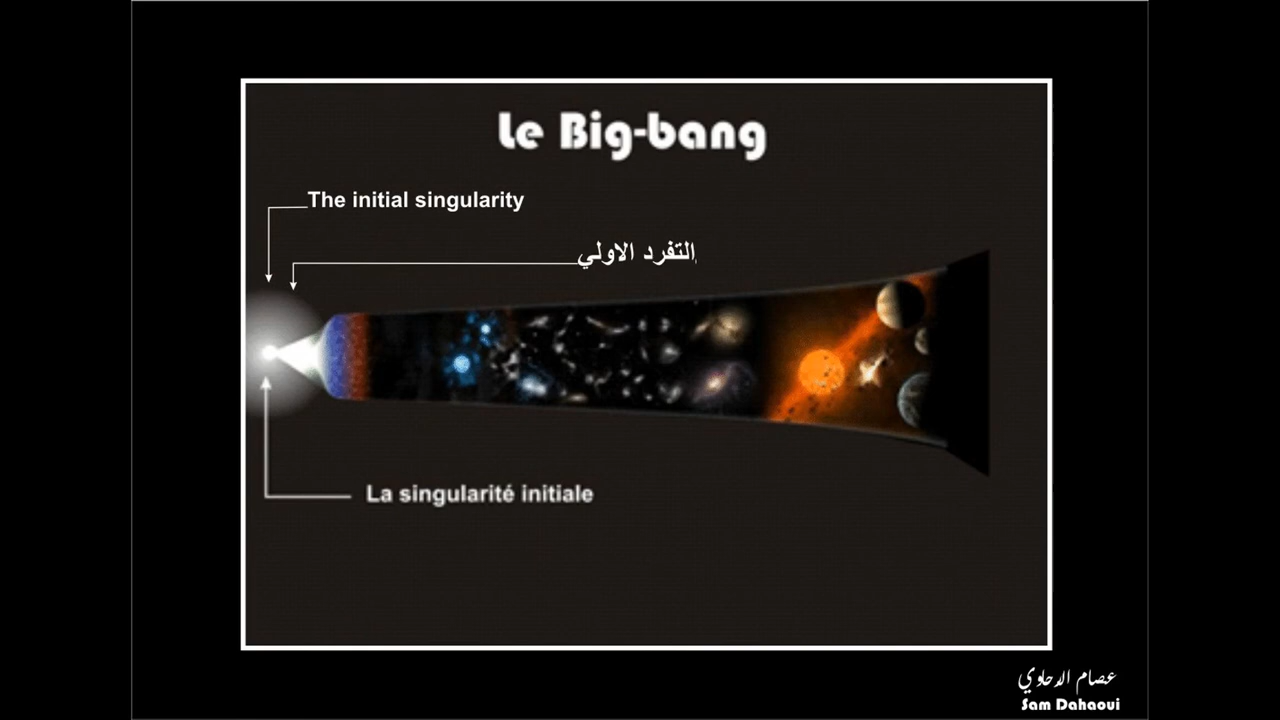 Le Big-bang
The initial singularity
التفرد الاولي
La singularité initiale
عصام الدحاوي
Sam Dahaoui